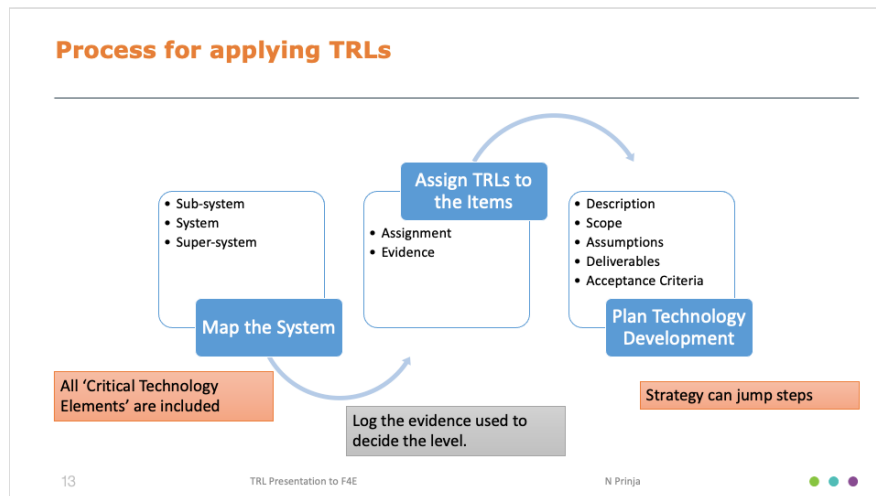 Process for applying TRLs
• Sub-system
• System
• Super-system
Map the System
All ‘Critical Technology
Elements’ are included
Assign TRLs to
the Items
• Assignment
• Evidence
Log the evidence used to
decide the level.
• Description
• Scope
• Assumptions
• Deliverables
• Acceptance Criteria
Plan Technology
Development
Strategy can jump steps
13
TRL Presentation to F4E
N Prinja